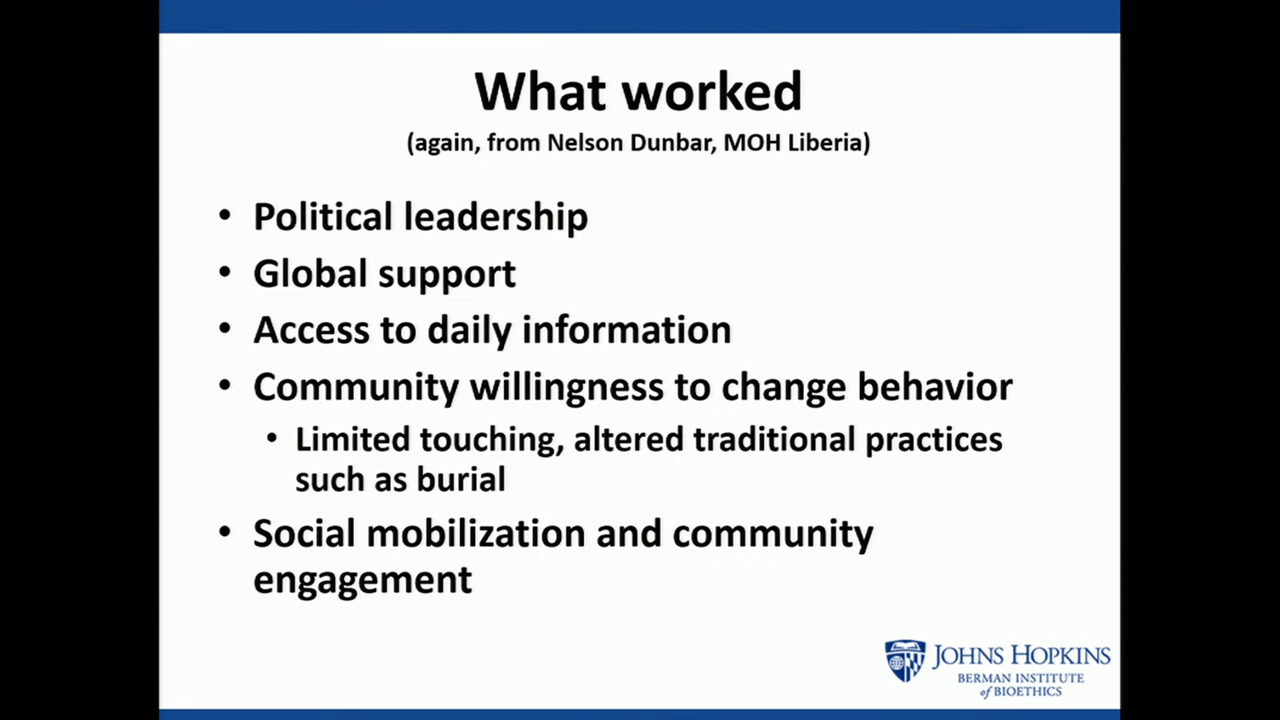 What worked
(again, from Nelson Dunbar, MOH Liberia)
• Political leadership
• Global support
• Access to daily information
• Community willingness to change behavior
• Limited touching, altered traditional practices
such as burial
• Social mobilization and community
engagement
JOHNS HOPKINS
BERMAN INSTITUTE
of BIOETHICS